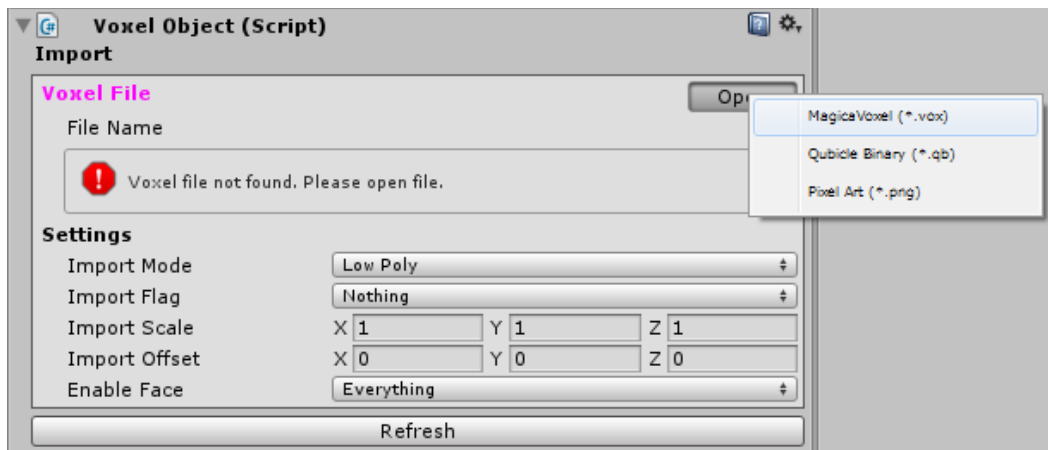 Voxel Object (Script)
Import
Voxel File
Op
MagicaVoxel (*.vox)
File Name
Qubicle Binary (*.qb)
Voxel file not found. Please open file.
Pixel Art (*.png)
Settings
Import Mode Low Poly
Import Flag Nothing
Import Scale X 1 Y 1 Z 1
Import Offset X 0 Y 0 Z 0
Enable Face Everything
Refresh